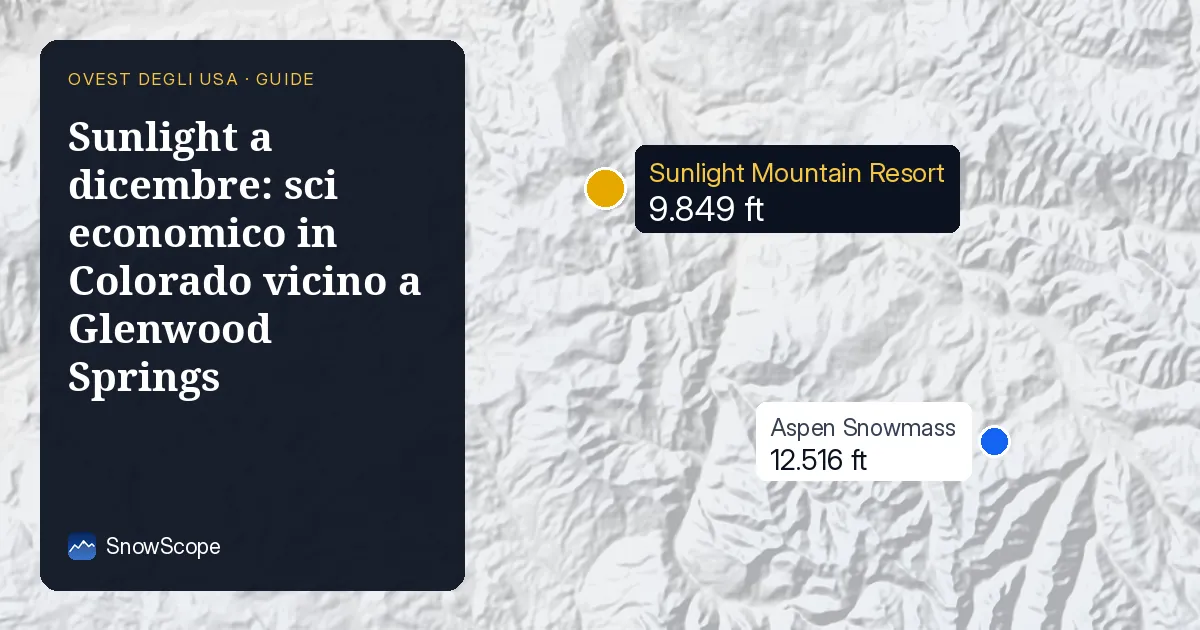 OVEST DEGLI USA · GUIDE
Sunlight a
dicembre: sci
economico in
Colorado vicino a
Glenwood
Springs
SnowScope
Sunlight Mountain Resort
9.849 ft
Aspen Snowmass
12.516 ft